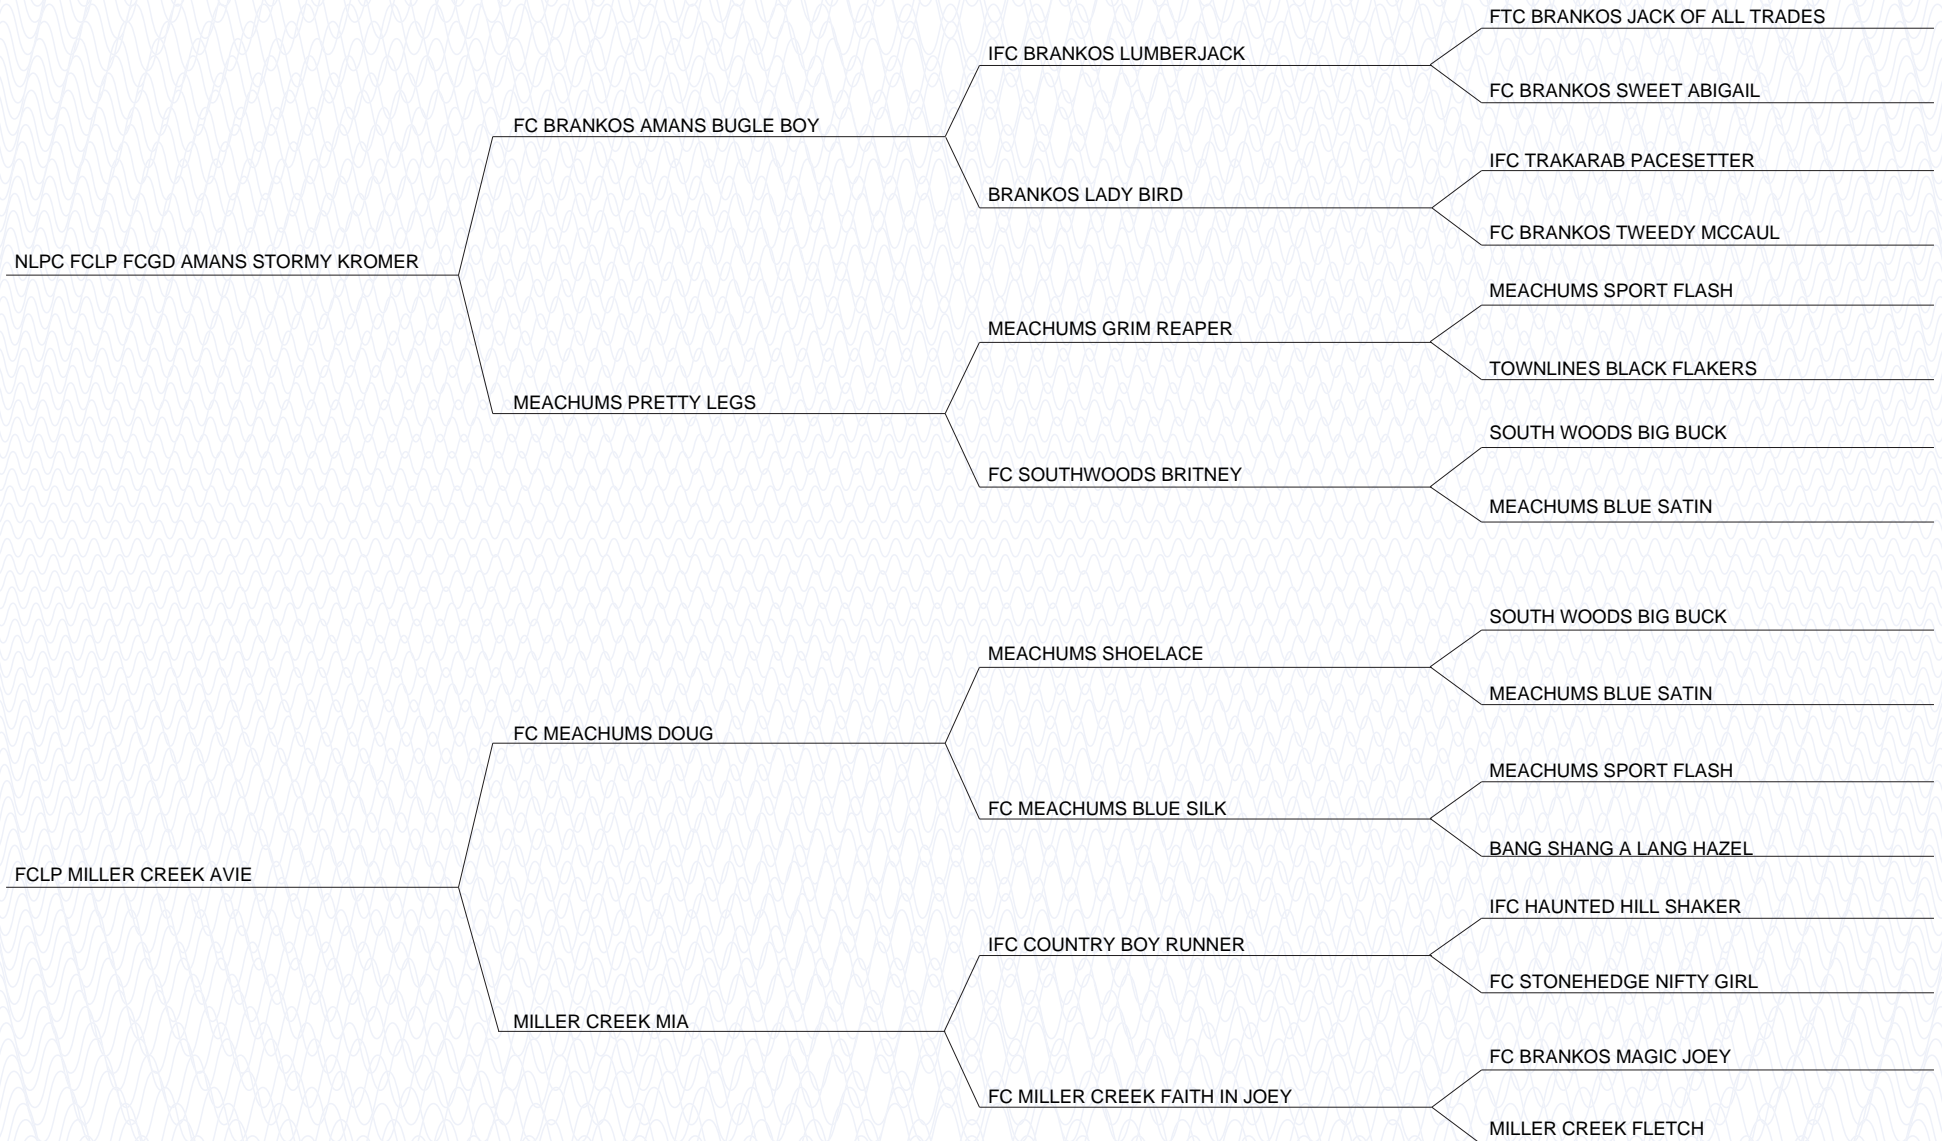 FTC BRANKOS JACK OF ALL TRADES
IFC BRANKOS LUMBERJACK
FC BRANKOS SWEET ABIGAIL
FC BRANKOS AMANS BUGLE BOY
IFC TRAKARAB PACESETTER
BRANKOS LADY BIRD
FC BRANKOS TWEEDY MCCAUL
NLPC FCLP FCGD AMANS STORMY KROMER
MEACHUMS SPORT FLASH
MEACHUMS GRIM REAPER
TOWNLINES BLACK FLAKERS
MEACHUMS PRETTY LEGS
SOUTH WOODS BIG BUCK
FC SOUTHWOODS BRITNEY
MEACHUMS BLUE SATIN
SOUTH WOODS BIG BUCK
MEACHUMS SHOELACE
MEACHUMS BLUE SATIN
FC MEACHUMS DOUG
MEACHUMS SPORT FLASH
FC MEACHUMS BLUE SILK
BANG SHANG A LANG HAZEL
FCLP MILLER CREEK AVIE
IFC HAUNTED HILL SHAKER
IFC COUNTRY BOY RUNNER
FC STONEHEDGE NIFTY GIRL
MILLER CREEK MIA
FC BRANKOS MAGIC JOEY
FC MILLER CREEK FAITH IN JOEY
MILLER CREEK FLETCH